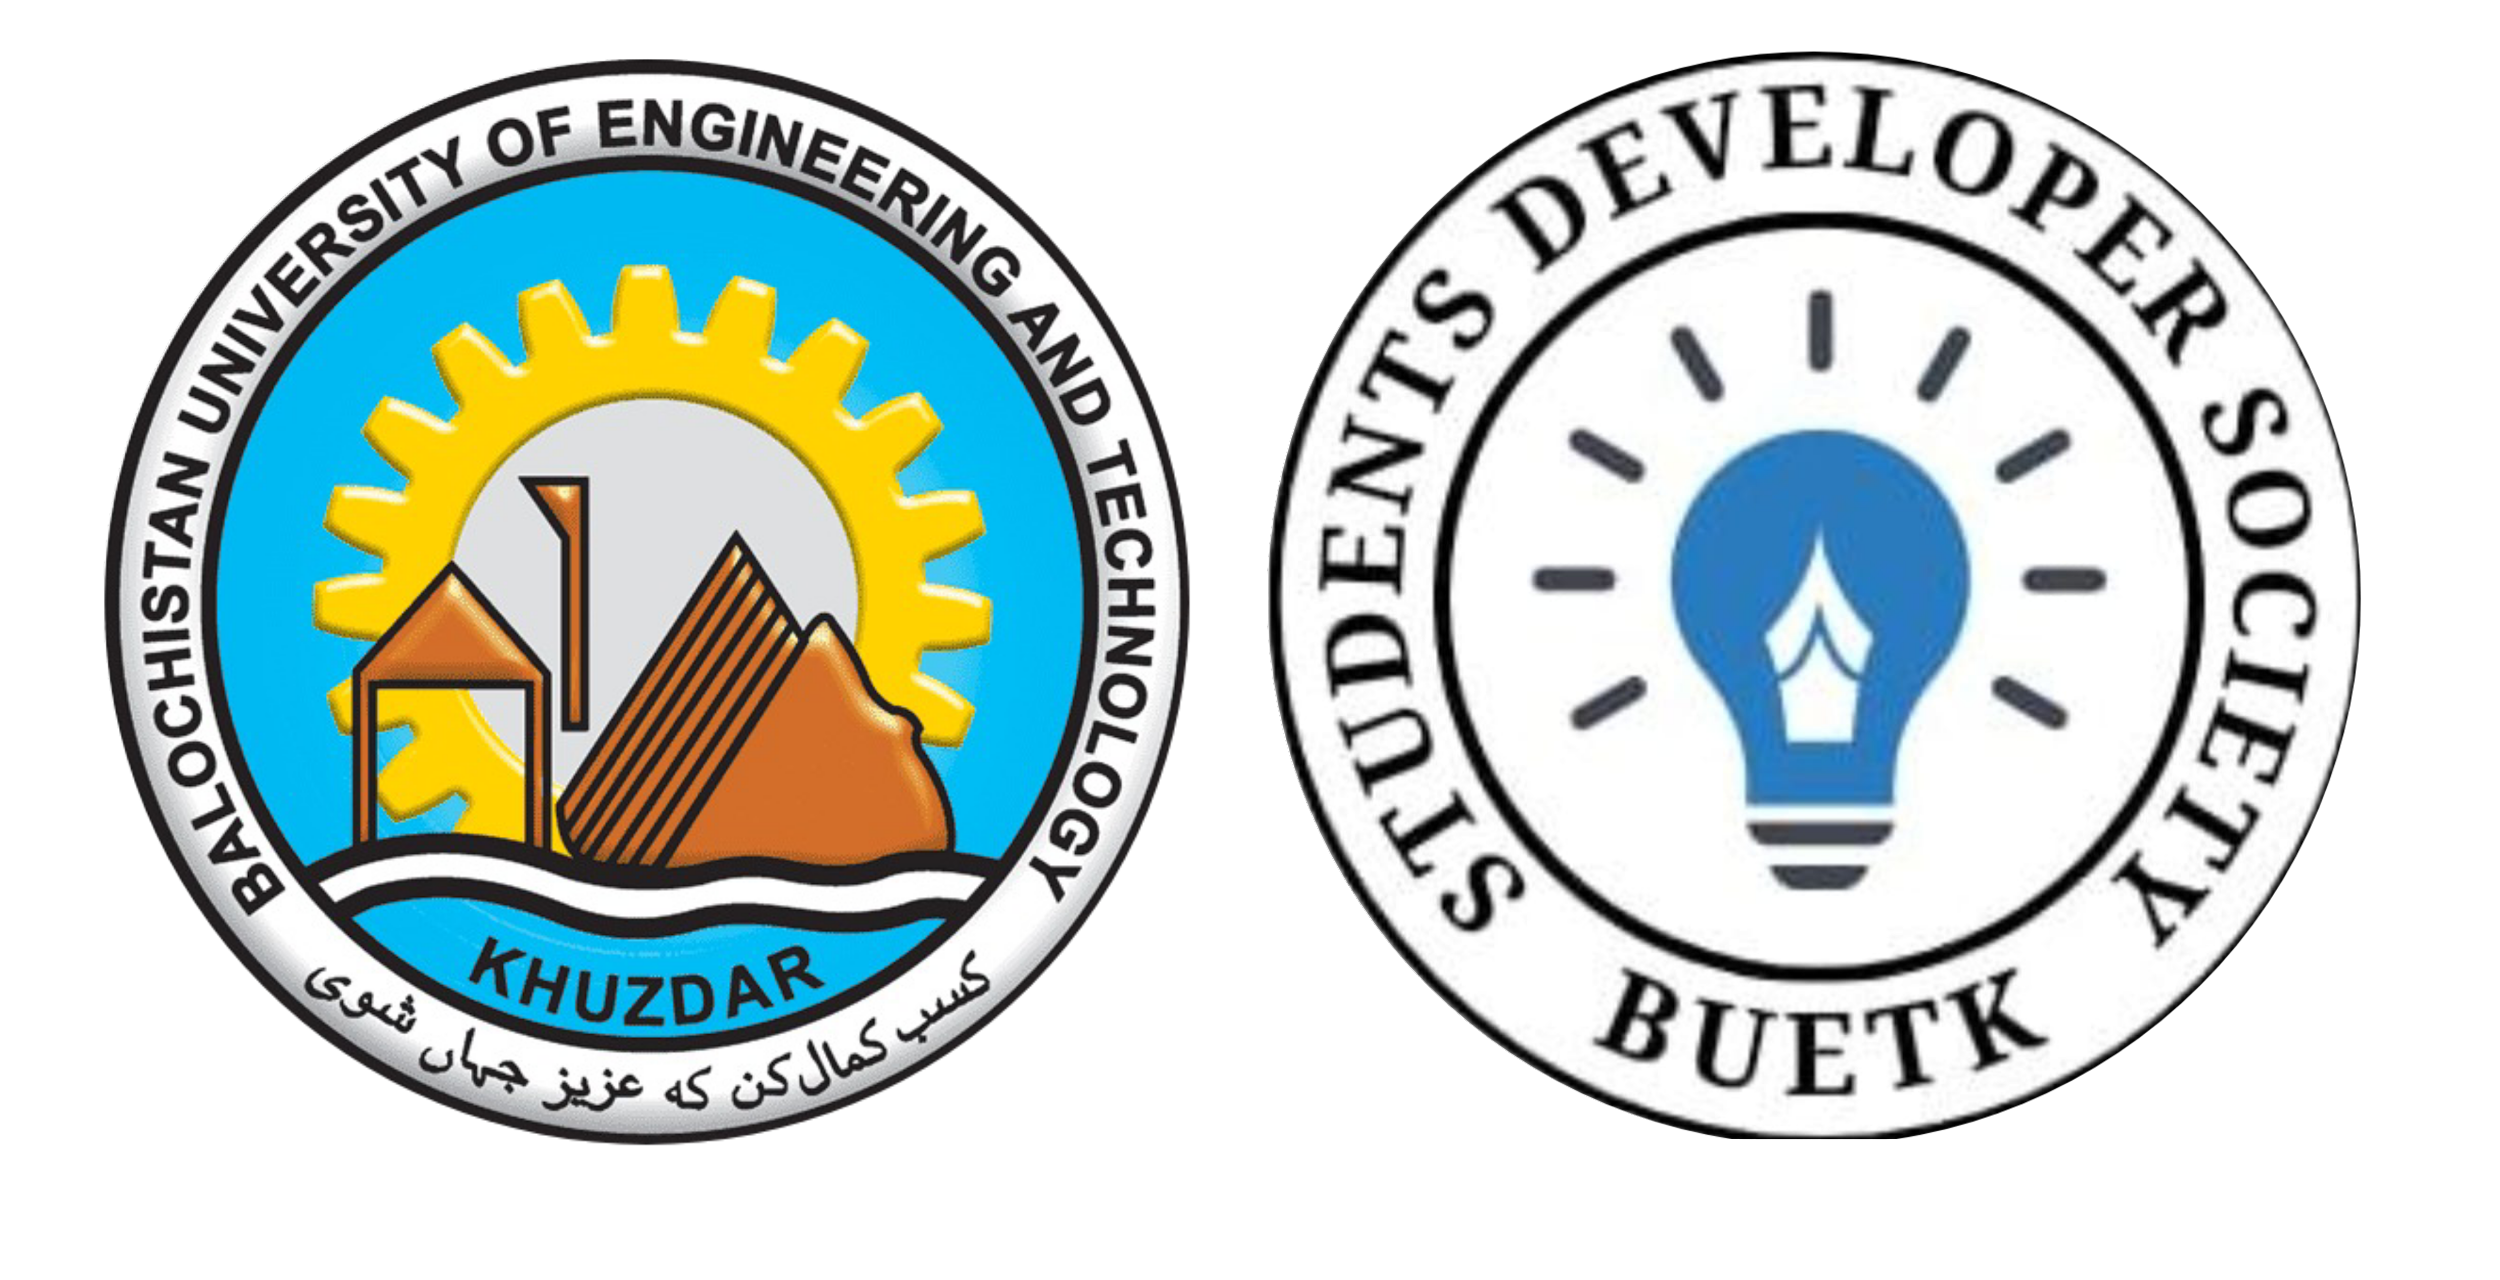 BALOCHISTAN UNIVERSITY OF ENGINEERING AND TECHNOLOGY
KHUZDAR
کسب کمال کن که عزیز جہاں شوی
STUDENTS DEVELOPER SOCIETY
BUETK